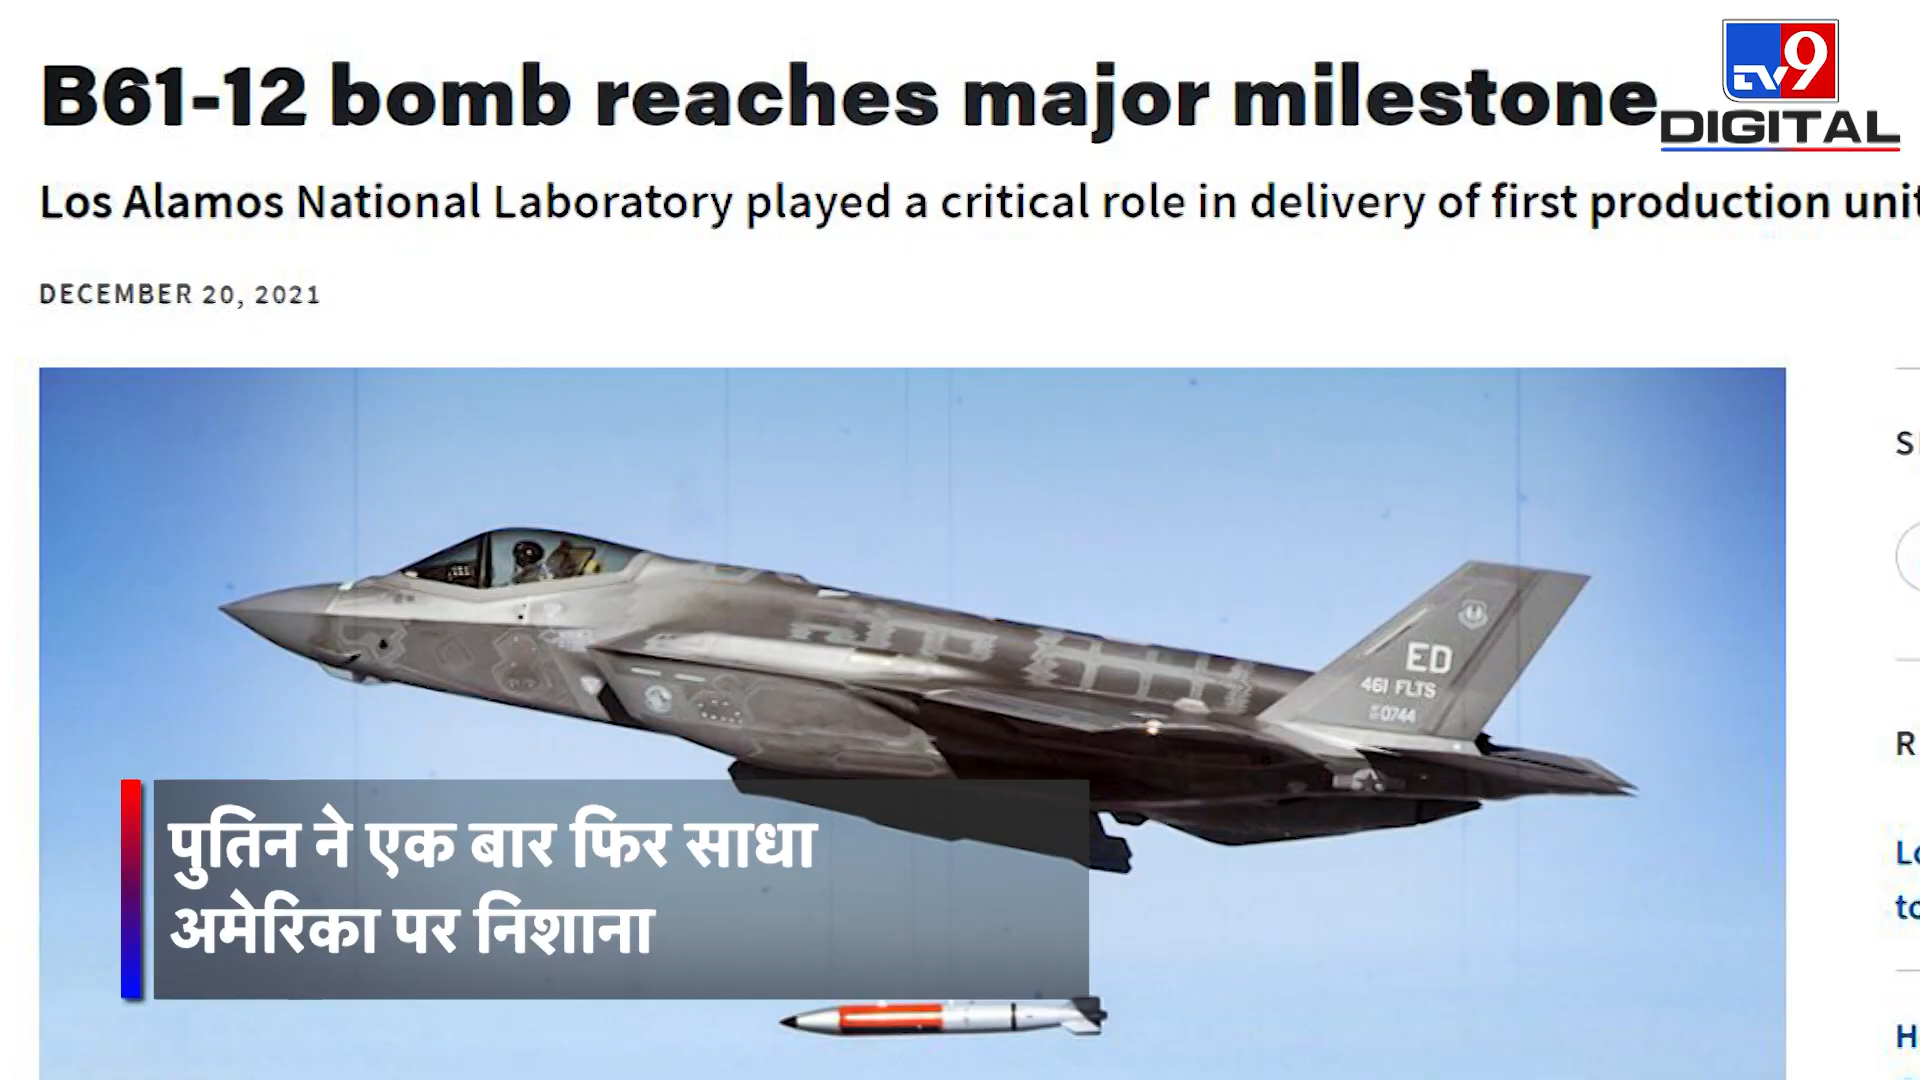 B61-12 bomb reaches major milestone
TV9
DIGITAL
Los Alamos National Laboratory played a critical role in delivery of first production unit
DECEMBER 20, 2021
ED
461 FLTS
0744
पुतिन ने एक बार फिर साधा
अमेरिका पर निशाना